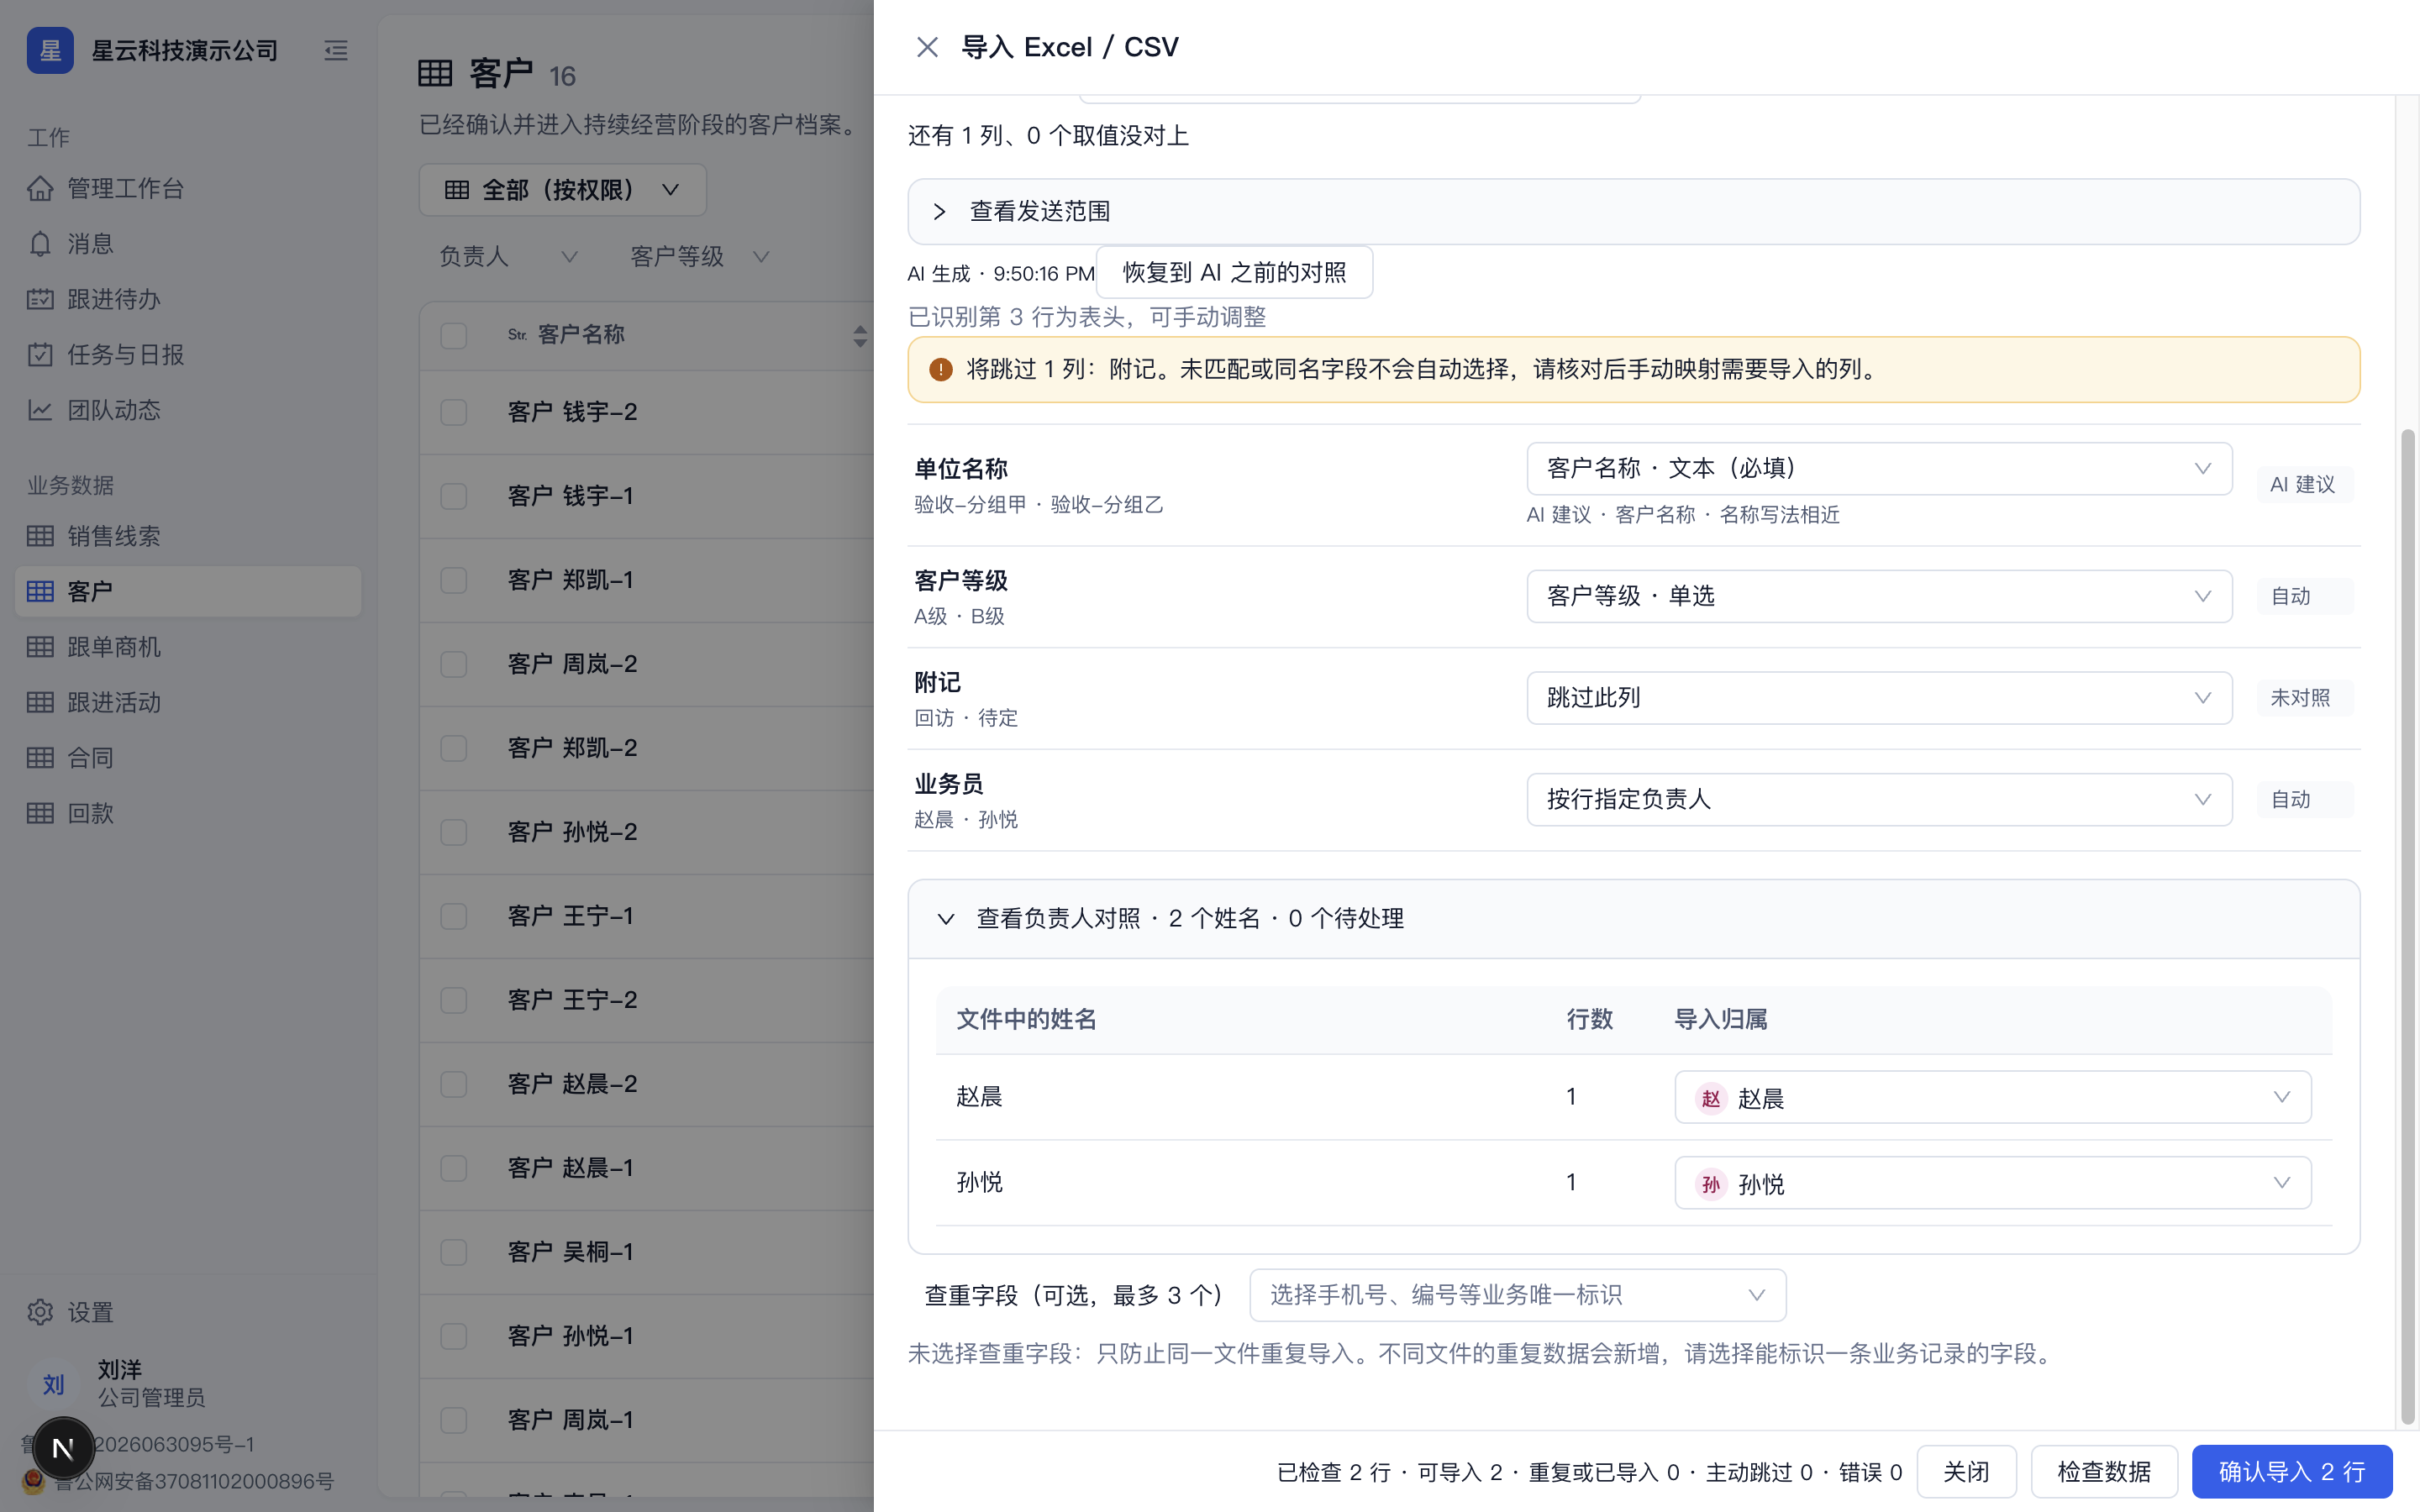 星 星云科技演示公司
工作
管理工作台
消息
跟进待办
任务与日报
团队动态
业务数据
销售线索
客户
跟单商机
跟进活动
合同
回款
设置
刘 刘洋
公司管理员
N 2026063095号-1
公网安备37081102000896号
客户 16
已经确认并进入持续经营阶段的客户档案。
全部（按权限）
负责人 客户等级
Str. 客户名称
客户 钱宇-2
客户 钱宇-1
客户 郑凯-1
客户 周岚-2
客户 郑凯-2
客户 孙悦-2
客户 王宁-1
客户 王宁-2
客户 赵晨-2
客户 赵晨-1
客户 吴桐-1
客户 孙悦-1
客户 周岚-1
导入 Excel / CSV
还有 1 列、0 个取值没对上
查看发送范围
AI 生成 · 9:50:16 PM 恢复到 AI 之前的对照
已识别第 3 行为表头，可手动调整
将跳过 1 列：附记。未匹配或同名字段不会自动选择，请核对后手动映射需要导入的列。
单位名称
验收-分组甲 · 验收-分组乙
客户名称 · 文本（必填）
AI 建议
AI 建议 · 客户名称 · 名称写法相近
客户等级
A级 · B级
客户等级 · 单选
自动
附记
回访 · 待定
跳过此列
未对照
业务员
赵晨 · 孙悦
按行指定负责人
自动
查看负责人对照 · 2 个姓名 · 0 个待处理
文件中的姓名 行数 导入归属
赵晨 1 赵 赵晨
孙悦 1 孙 孙悦
查重字段（可选，最多 3 个） 选择手机号、编号等业务唯一标识
未选择查重字段：只防止同一文件重复导入。不同文件的重复数据会新增，请选择能标识一条业务记录的字段。
已检查 2 行 · 可导入 2 · 重复或已导入 0 · 主动跳过 0 · 错误 0 关闭 检查数据 确认导入 2 行